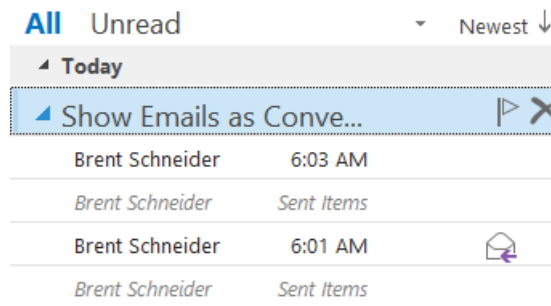 All Unread Newest
Today
Show Emails as Conve...
Brent Schneider 6:03 AM
Brent Schneider Sent Items
Brent Schneider 6:01 AM
Brent Schneider Sent Items